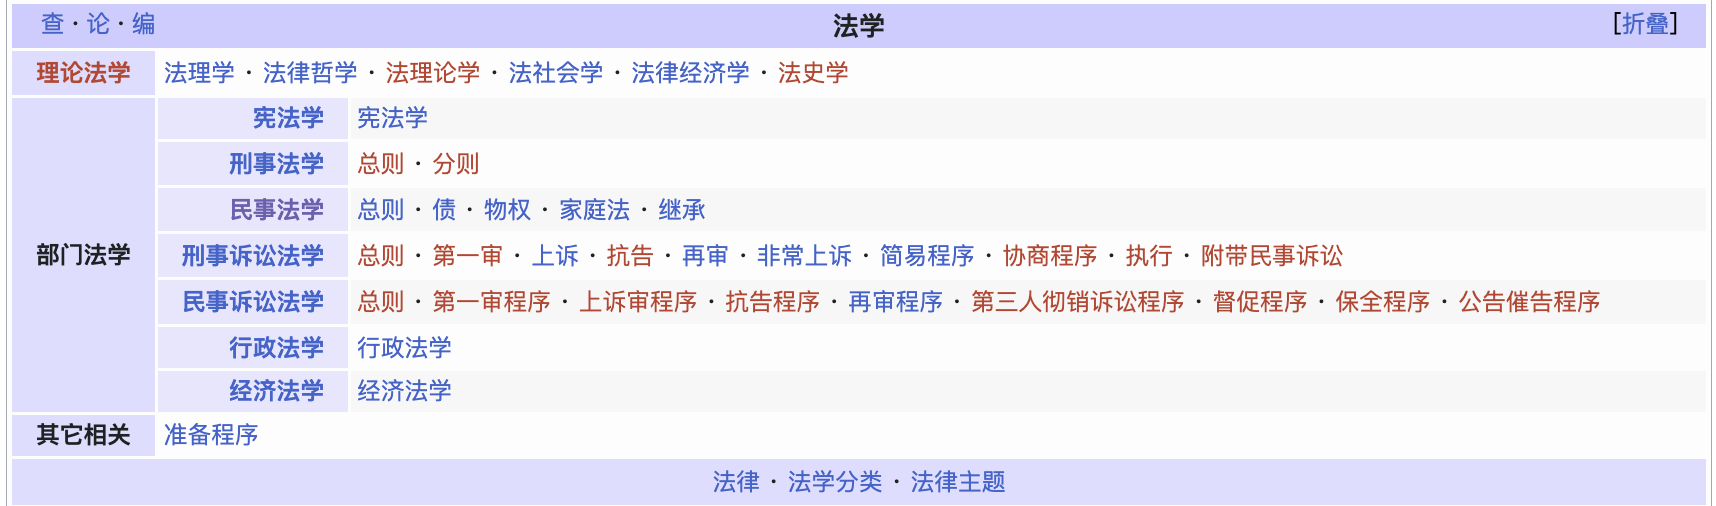 查 · 论 · 编 法学 [折叠]
理论法学 法理学 · 法律哲学 · 法理论学 · 法社会学 · 法律经济学 · 法史学
部门法学
宪法学 宪法学
刑事法学 总则 · 分则
民事法学 总则 · 债 · 物权 · 家庭法 · 继承
刑事诉讼法学 总则 · 第一审 · 上诉 · 抗告 · 再审 · 非常上诉 · 简易程序 · 协商程序 · 执行 · 附带民事诉讼
民事诉讼法学 总则 · 第一审程序 · 上诉审程序 · 抗告程序 · 再审程序 · 第三人彻销诉讼程序 · 督促程序 · 保全程序 · 公告催告程序
行政法学 行政法学
经济法学 经济法学
其它相关 准备程序
法律 · 法学分类 · 法律主题